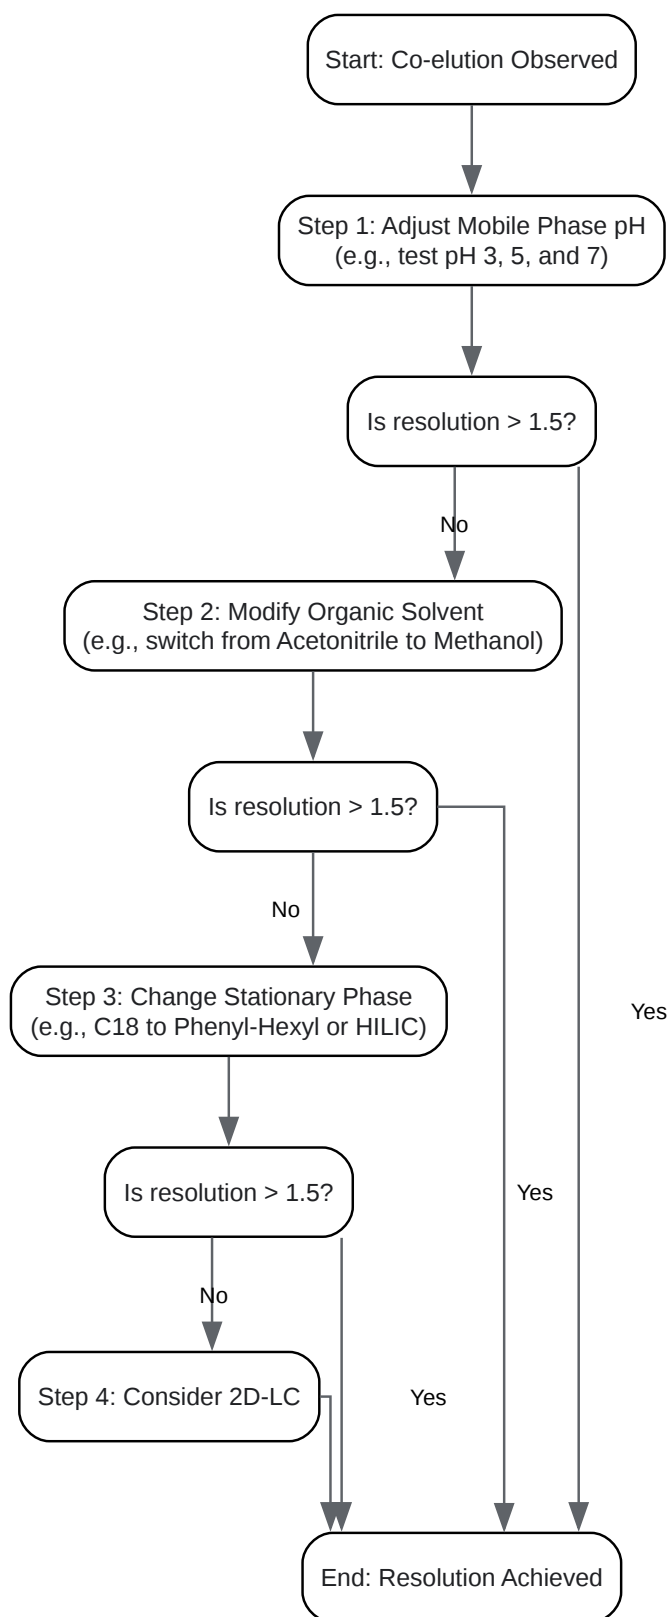 Start: Co-elution Observed
Step 1: Adjust Mobile Phase pH
(e.g., test pH 3, 5, and 7)
Is resolution > 1.5?
No
Step 2: Modify Organic Solvent
(e.g., switch from Acetonitrile to Methanol)
Is resolution > 1.5?
No
Step 3: Change Stationary Phase
(e.g., C18 to Phenyl-Hexyl or HILIC)
Yes
Is resolution > 1.5?
Yes
No
Step 4: Consider 2D-LC
Yes
End: Resolution Achieved